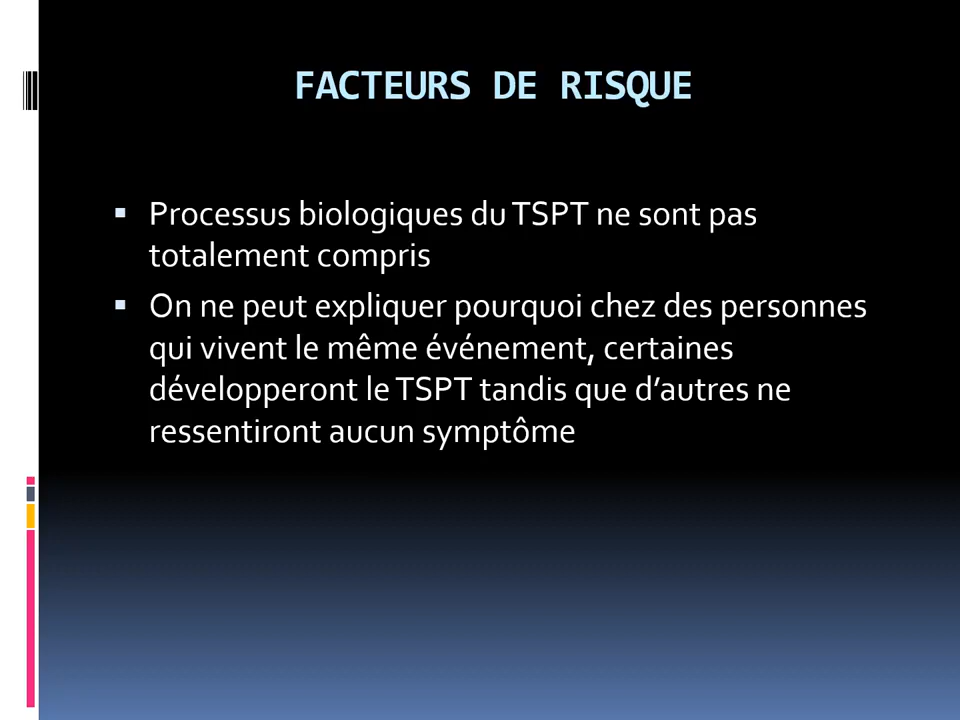 FACTEURS DE RISQUE
▪ Processus biologiques du TSPT ne sont pas
totalement compris
▪ On ne peut expliquer pourquoi chez des personnes
qui vivent le même événement, certaines
développeront le TSPT tandis que d’autres ne
ressentiront aucun symptôme